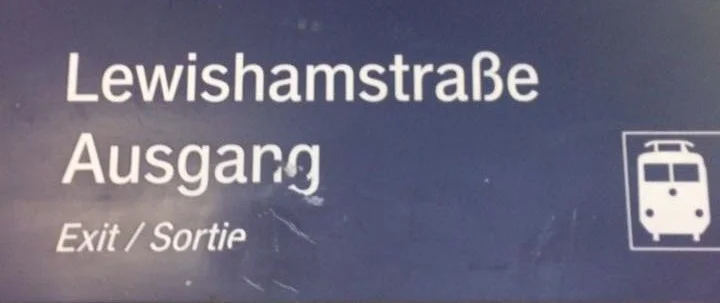 Lewishamstraße
Ausgang
Exit / Sortie